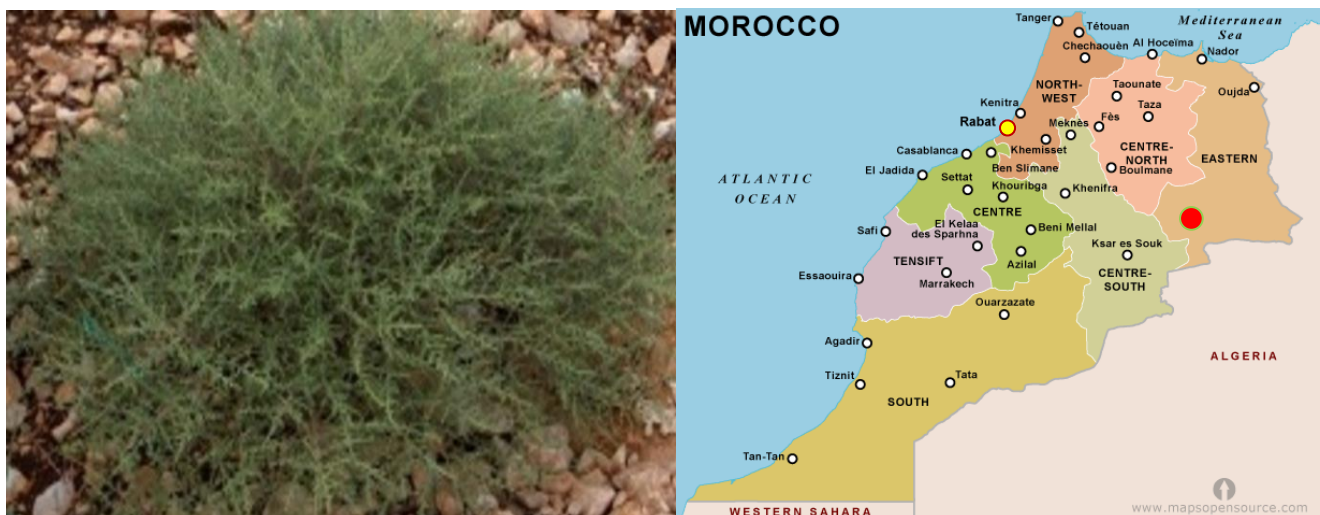 MOROCCO
Tanger
Tétouan
Mediterranean
Sea
Chechaouèn
Al Hoceïma
Nador
NORTH-
WEST
Taounate
Oujda
Kenitra
Taza
Rabat
Meknès
Fès
Casablanca
Khemisset
CENTRE-
NORTH
EASTERN
Ben Slimane
Boulmane
El Jadida
ATLANTIC
OCEAN
Settat
Khouribga
Khenifra
CENTRE
Safi
El Kelaa
des Sparhna
Beni Mellal
Ksar es Souk
TENSIFT
Azilal
Essaouira
Marrakech
CENTRE-
SOUTH
Ouarzazate
Agadir
ALGERIA
Tiznit
Tata
SOUTH
Tan-Tan
WESTERN SAHARA
www.mapsopensource.com